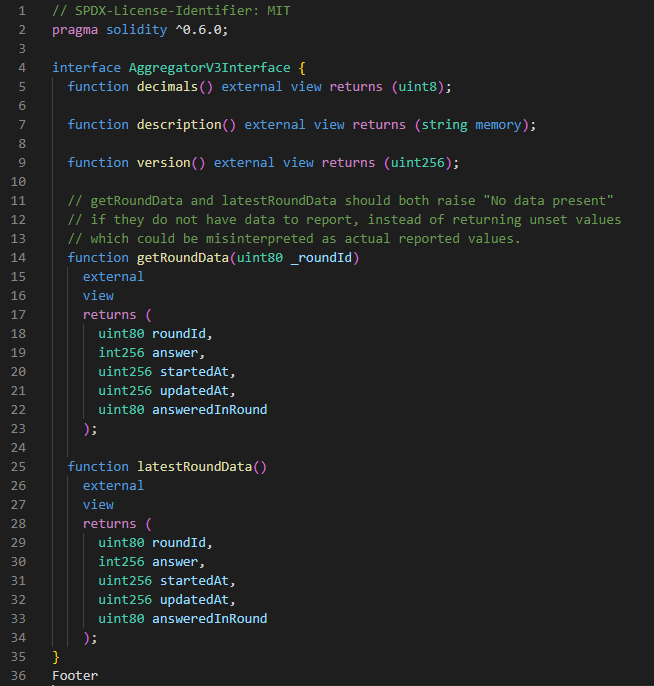 1 // SPDX-License-Identifier: MIT
2 pragma solidity ^0.6.0;
3
4 interface AggregatorV3Interface {
5   function decimals() external view returns (uint8);
6
7   function description() external view returns (string memory);
8
9   function version() external view returns (uint256);
10
11   // getRoundData and latestRoundData should both raise "No data present"
12   // if they do not have data to report, instead of returning unset values
13   // which could be misinterpreted as actual reported values.
14   function getRoundData(uint80 _roundId)
15     external
16     view
17     returns (
18       uint80 roundId,
19       int256 answer,
20       uint256 startedAt,
21       uint256 updatedAt,
22       uint80 answeredInRound
23     );
24
25   function latestRoundData()
26     external
27     view
28     returns (
29       uint80 roundId,
30       int256 answer,
31       uint256 startedAt,
32       uint256 updatedAt,
33       uint80 answeredInRound
34     );
35 }
36 Footer